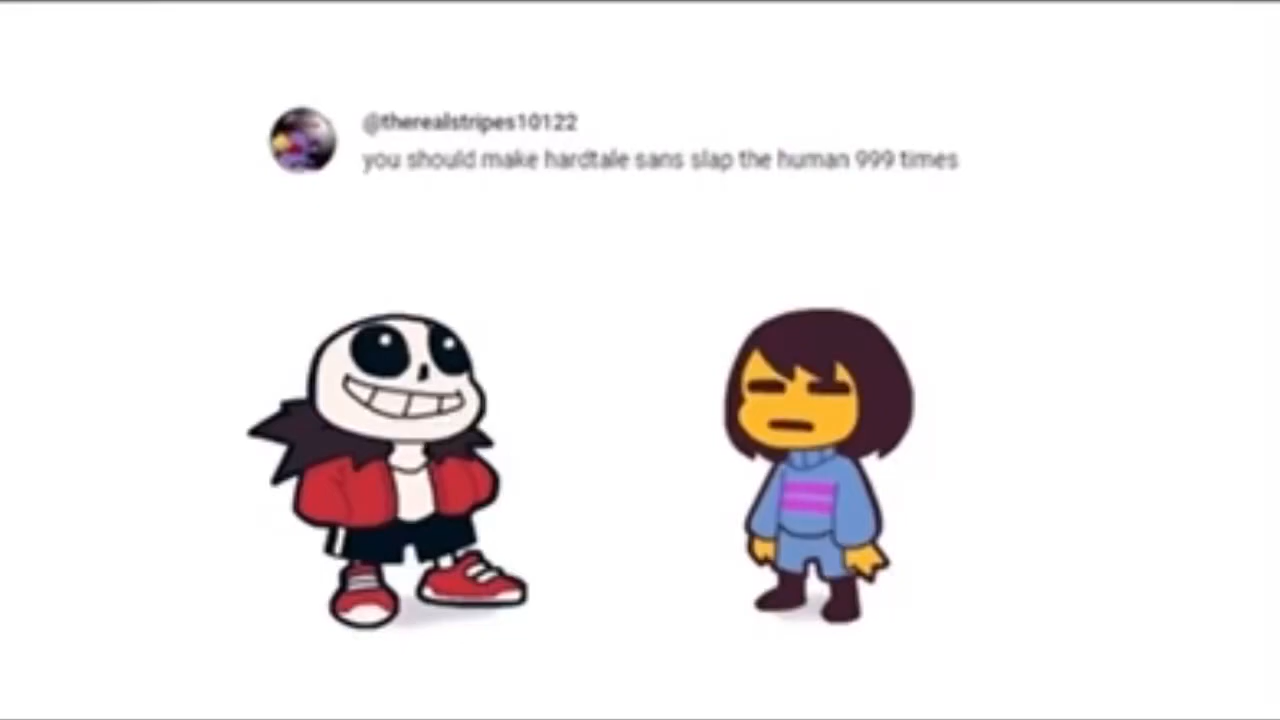 @therealstripes10122
you should make hardtale sans slap the human 999 times